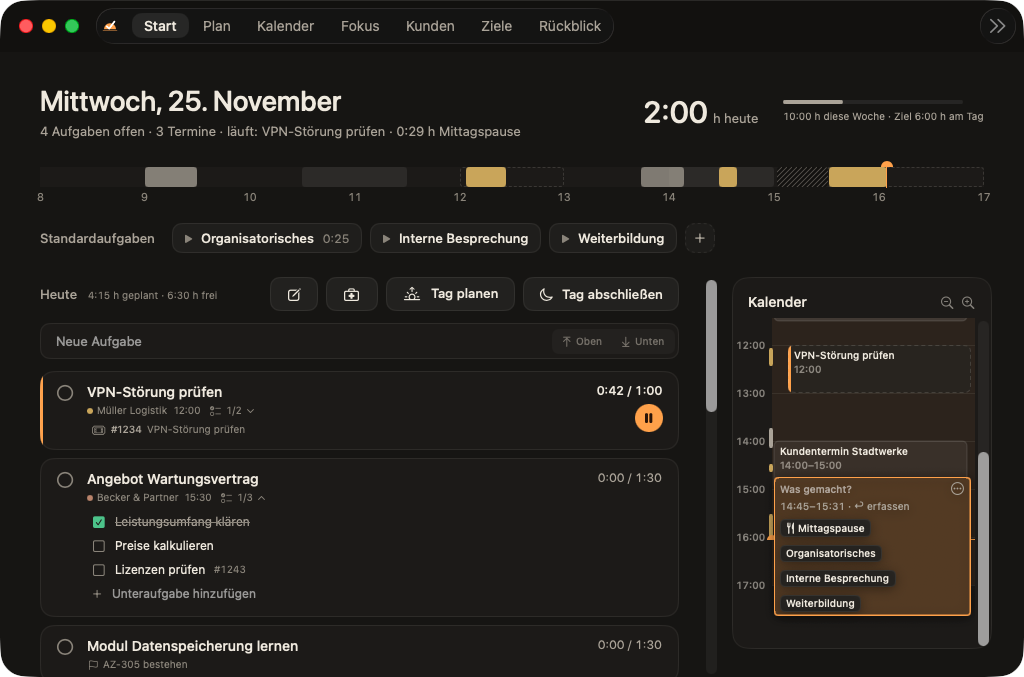 Start Plan Kalender Fokus Kunden Ziele Rückblick
Mittwoch, 25. November
4 Aufgaben offen · 3 Termine · läuft: VPN-Störung prüfen · 0:29 h Mittagspause
2:00 h heute
10:00 h diese Woche · Ziel 6:00 h am Tag
8 9 10 11 12 13 14 15 16 17
Standardaufgaben
Organisatorisches 0:25
Interne Besprechung
Weiterbildung
Heute 4:15 h geplant · 6:30 h frei
Tag planen
Tag abschließen
Neue Aufgabe
Oben
Unten
VPN-Störung prüfen
0:42 / 1:00
Müller Logistik 12:00 1/2
#1234 VPN-Störung prüfen
Angebot Wartungsvertrag
0:00 / 1:30
Becker & Partner 15:30 1/3
Leistungsumfang klären
Preise kalkulieren
Lizenzen prüfen #1243
Unteraufgabe hinzufügen
Modul Datenspeicherung lernen
0:00 / 1:30
AZ-305 bestehen
Kalender
12:00
VPN-Störung prüfen
12:00
13:00
14:00
Kundentermin Stadtwerke
14:00–15:00
15:00
Was gemacht?
14:45–15:31 · ↩ erfassen
Mittagspause
16:00
Organisatorisches
Interne Besprechung
17:00
Weiterbildung